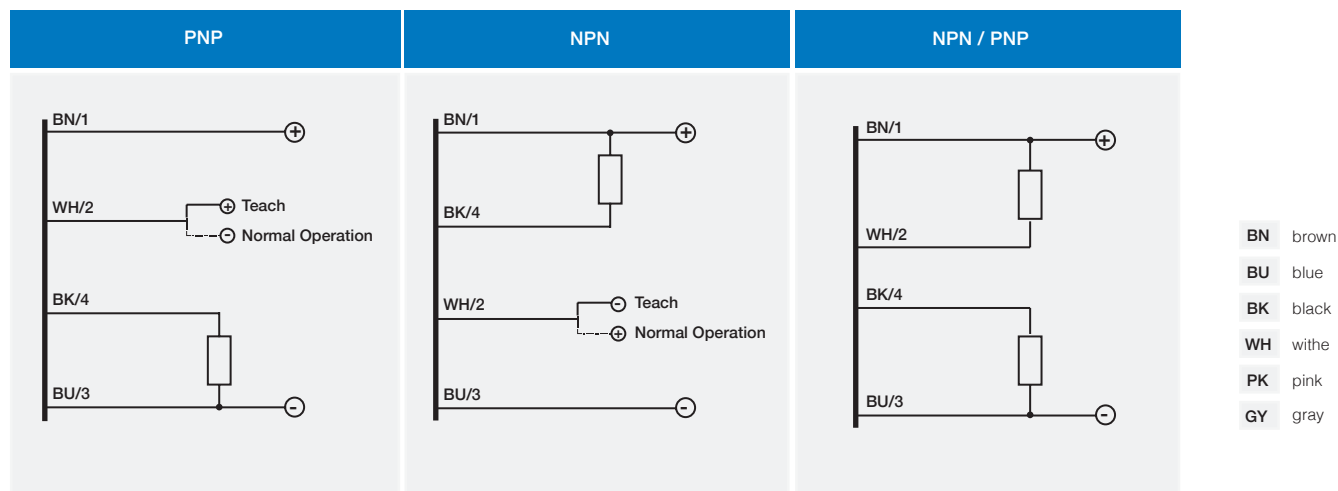 PNP
BN/1
+
WH/2
+ Teach
- Normal Operation
BK/4
BU/3
-
NPN
BN/1
+
BK/4
WH/2
- Teach
+ Normal Operation
BU/3
-
NPN / PNP
BN/1
+
WH/2
BK/4
BU/3
-
BN brown
BU blue
BK black
WH withe
PK pink
GY gray